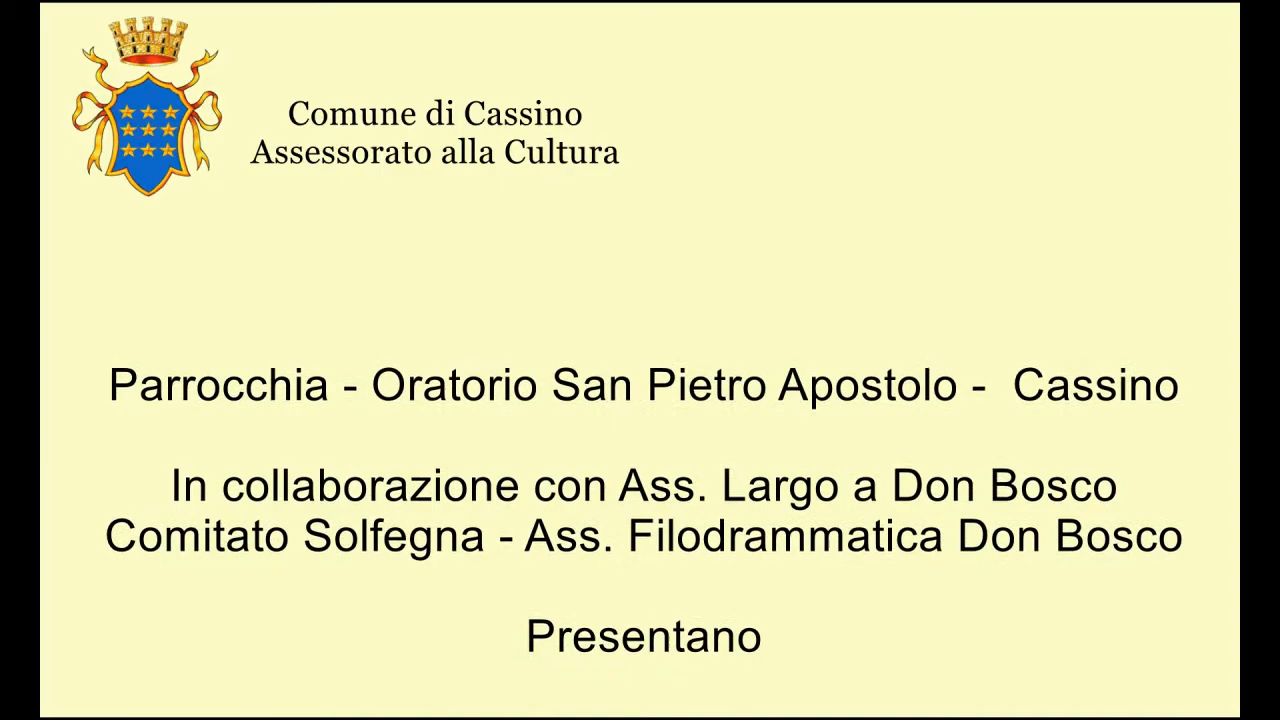 Comune di Cassino
Assessorato alla Cultura
Parrocchia - Oratorio San Pietro Apostolo - Cassino
In collaborazione con Ass. Largo a Don Bosco
Comitato Solfegna - Ass. Filodrammatica Don Bosco
Presentano